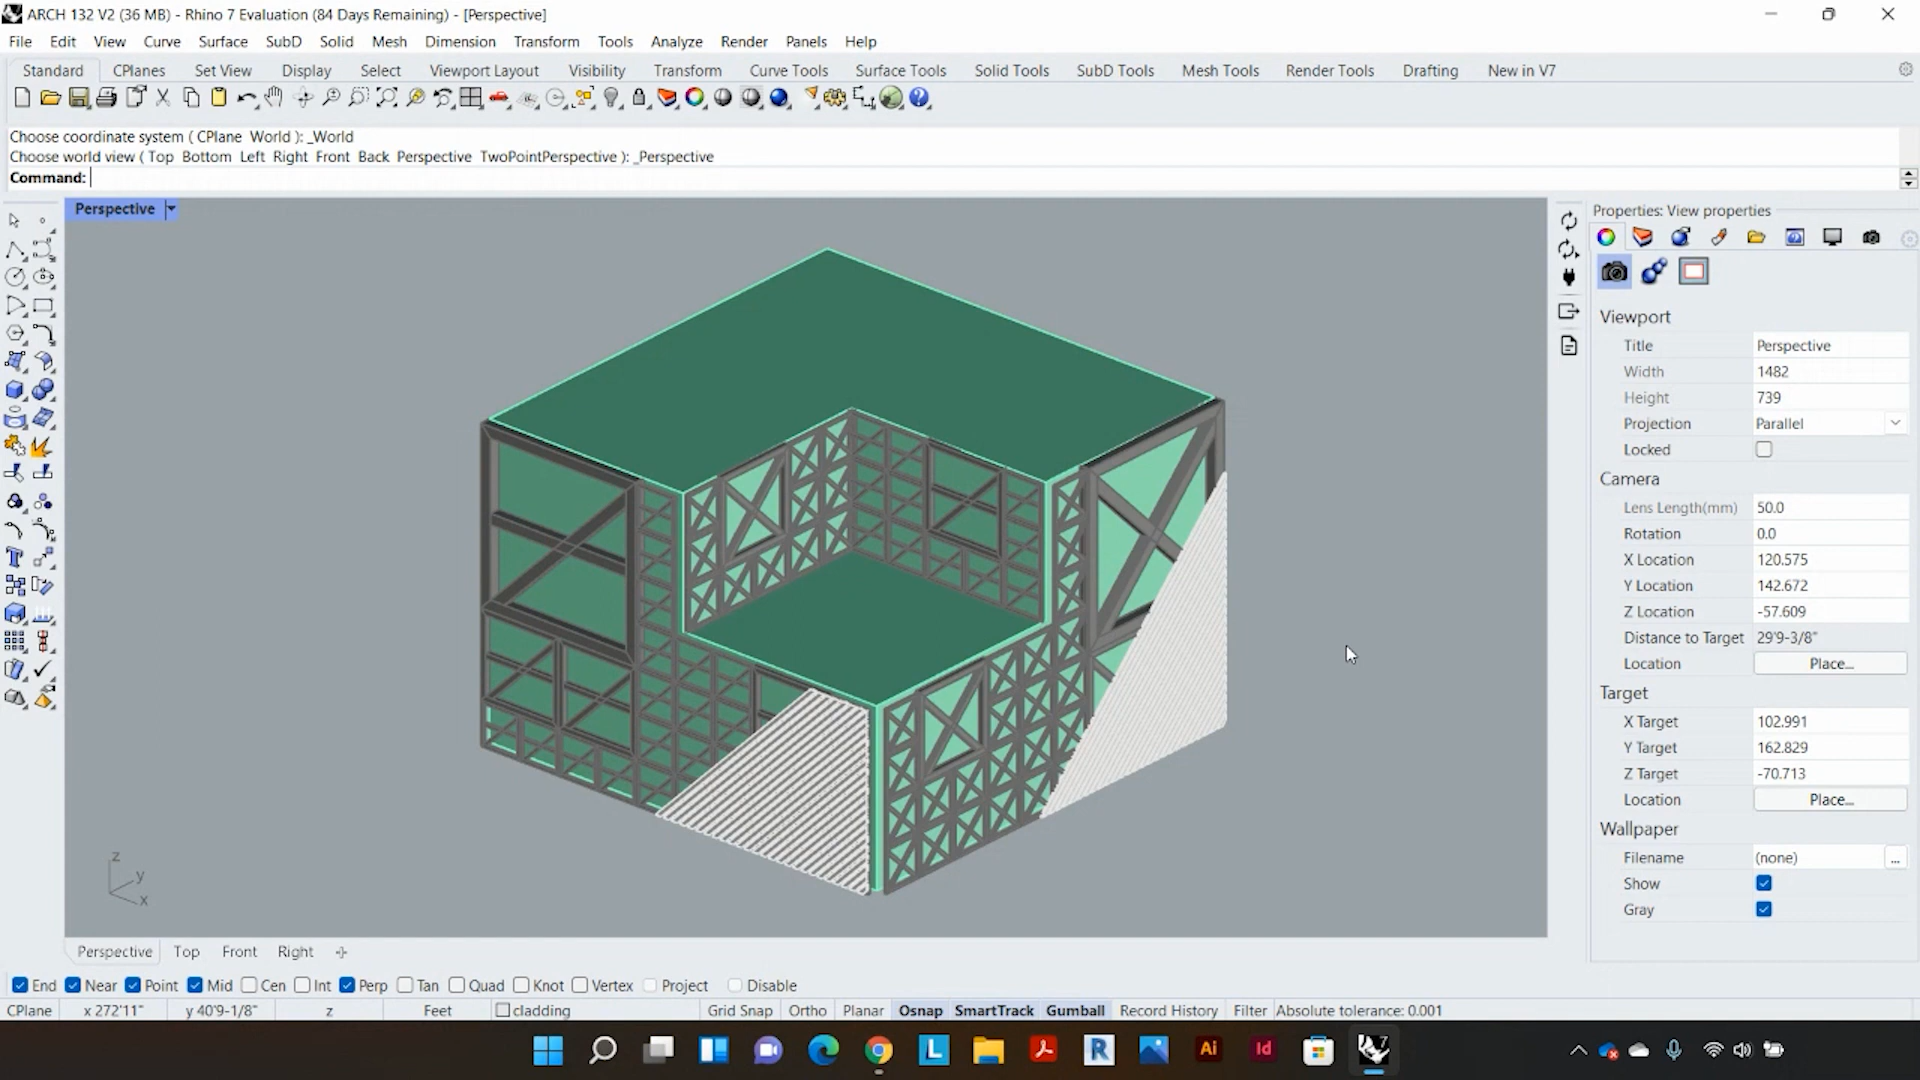 ARCH 132 V2 (36 MB) - Rhino 7 Evaluation (84 Days Remaining) - [Perspective]
File Edit View Curve Surface SubD Solid Mesh Dimension Transform Tools Analyze Render Panels Help
Standard CPlanes Set View Display Select Viewport Layout Visibility Transform Curve Tools Surface Tools Solid Tools SubD Tools Mesh Tools Render Tools Drafting New in V7
Choose coordinate system ( CPlane World ): _World
Choose world view ( Top Bottom Left Right Front Back Perspective TwoPointPerspective ): _Perspective
Command:
Perspective
Properties: View properties
Viewport
Title Perspective
Width 1482
Height 739
Projection Parallel
Locked
Camera
Lens Length(mm) 50.0
Rotation 0.0
X Location 120.575
Y Location 142.672
Z Location -57.609
Distance to Target 29'9-3/8"
Location Place...
Target
X Target 102.991
Y Target 162.829
Z Target -70.713
Location Place...
Wallpaper
Filename (none) ...
Show
Gray
z
y
x
Perspective Top Front Right
End Near Point Mid Cen Int Perp Tan Quad Knot Vertex Project Disable
CPlane x 272'11" y 40'9-1/8" z Feet cladding Grid Snap Ortho Planar Osnap SmartTrack Gumball Record History Filter Absolute tolerance: 0.001
L R Ai Id 7